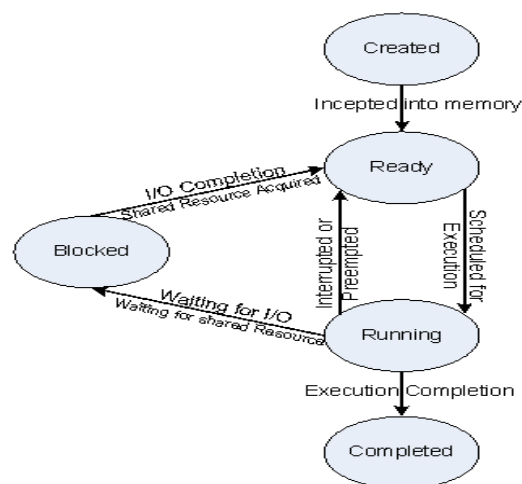 Created
Incepted into memory
Ready
I/O Completion
Shared Resource Acquired
Blocked
Interrupted or
Preempted
Scheduled for
Execution
Waiting for I/O
Waiting for shared Resource
Running
Execution Completion
Completed